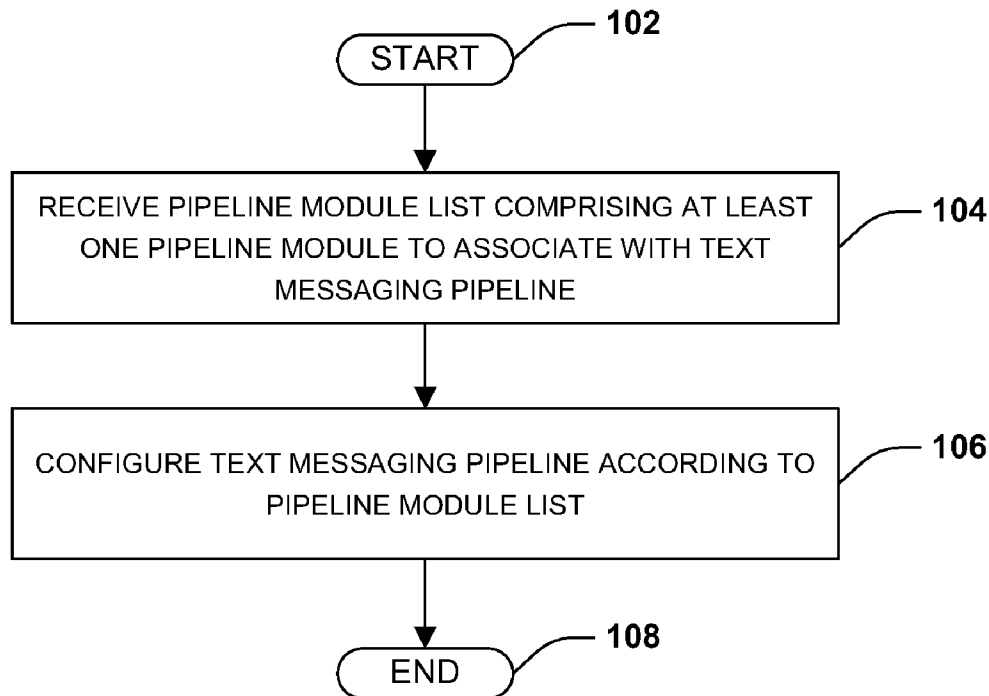 102
START
RECEIVE PIPELINE MODULE LIST COMPRISING AT LEAST
ONE PIPELINE MODULE TO ASSOCIATE WITH TEXT
MESSAGING PIPELINE
104
CONFIGURE TEXT MESSAGING PIPELINE ACCORDING TO
PIPELINE MODULE LIST
106
108
END